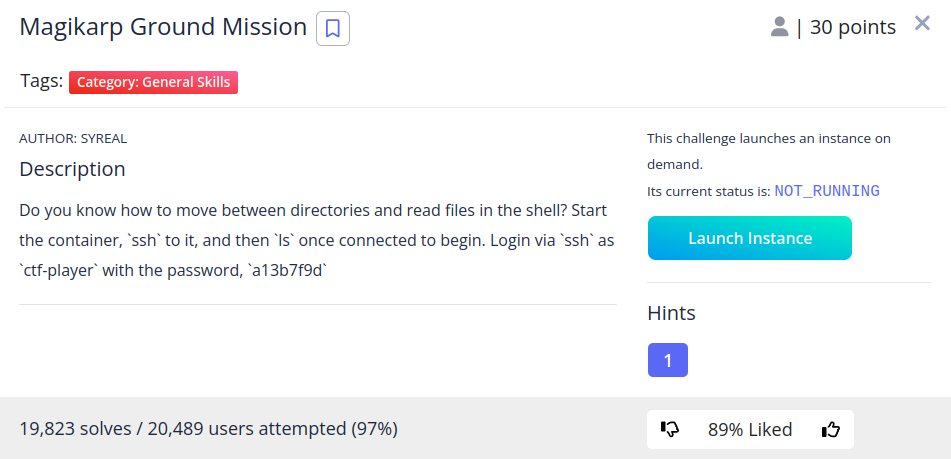 Magikarp Ground Mission
| 30 points
Tags: Category: General Skills
AUTHOR: SYREAL
Description
Do you know how to move between directories and read files in the shell? Start
the container, `ssh` to it, and then `ls` once connected to begin. Login via `ssh` as
`ctf-player` with the password, `a13b7f9d`
This challenge launches an instance on
demand.
Its current status is: NOT_RUNNING
Launch Instance
Hints
1
19,823 solves / 20,489 users attempted (97%)
89% Liked